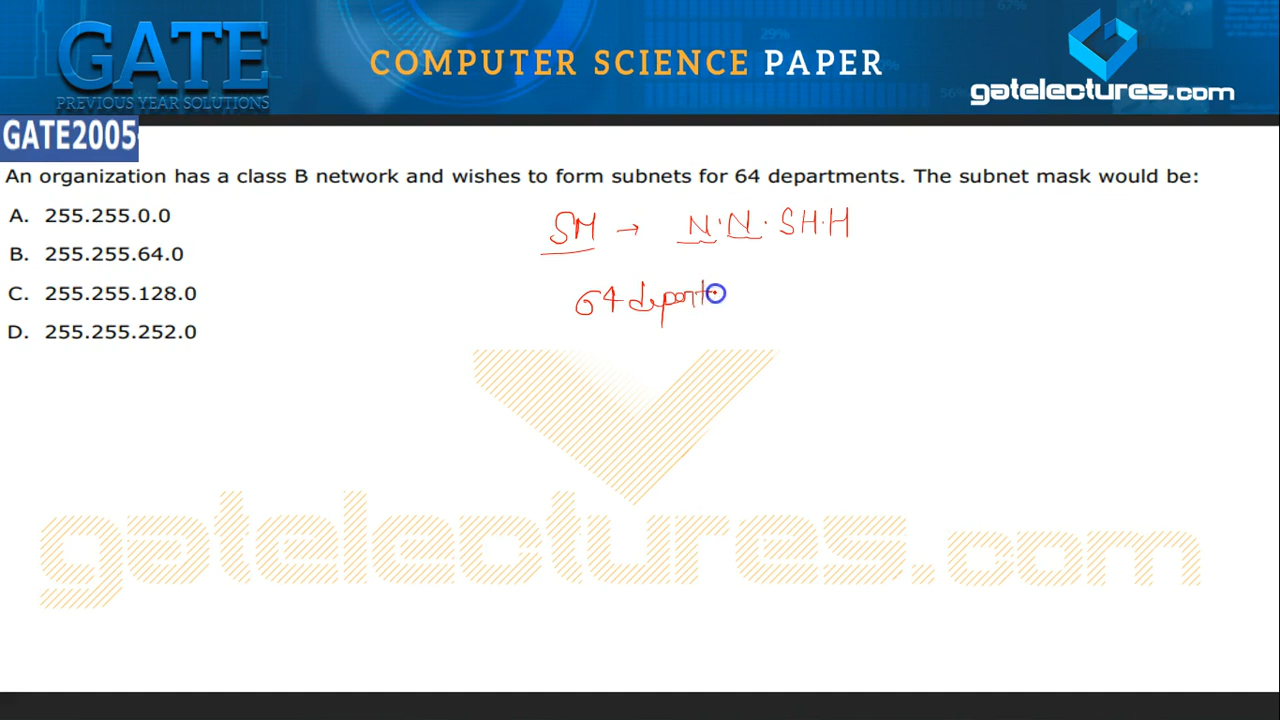 GATE
PREVIOUS YEAR SOLUTIONS
COMPUTER SCIENCE PAPER
gatelectures.com
GATE2005
An organization has a class B network and wishes to form subnets for 64 departments. The subnet mask would be:
A. 255.255.0.0
B. 255.255.64.0
C. 255.255.128.0
D. 255.255.252.0
SM → N.N.SH.H
64 depart
gatelectures.com